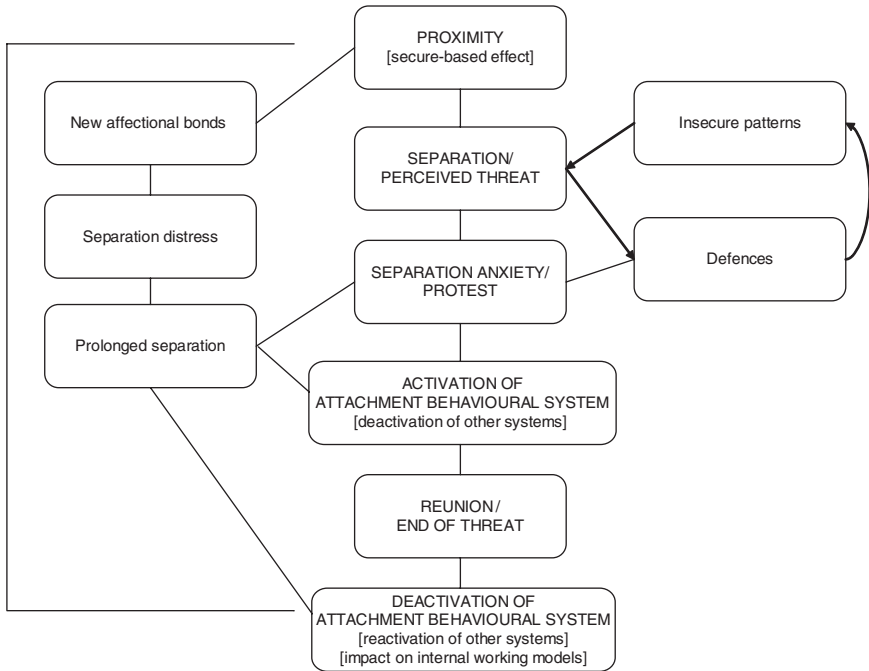 PROXIMITY
[secure-based effect]
New affectional bonds
Insecure patterns
SEPARATION/
PERCEIVED THREAT
Separation distress
Defences
SEPARATION ANXIETY/
PROTEST
Prolonged separation
ACTIVATION OF
ATTACHMENT BEHAVIOURAL SYSTEM
[deactivation of other systems]
REUNION/
END OF THREAT
DEACTIVATION OF
ATTACHMENT BEHAVIOURAL SYSTEM
[reactivation of other systems]
[impact on internal working models]